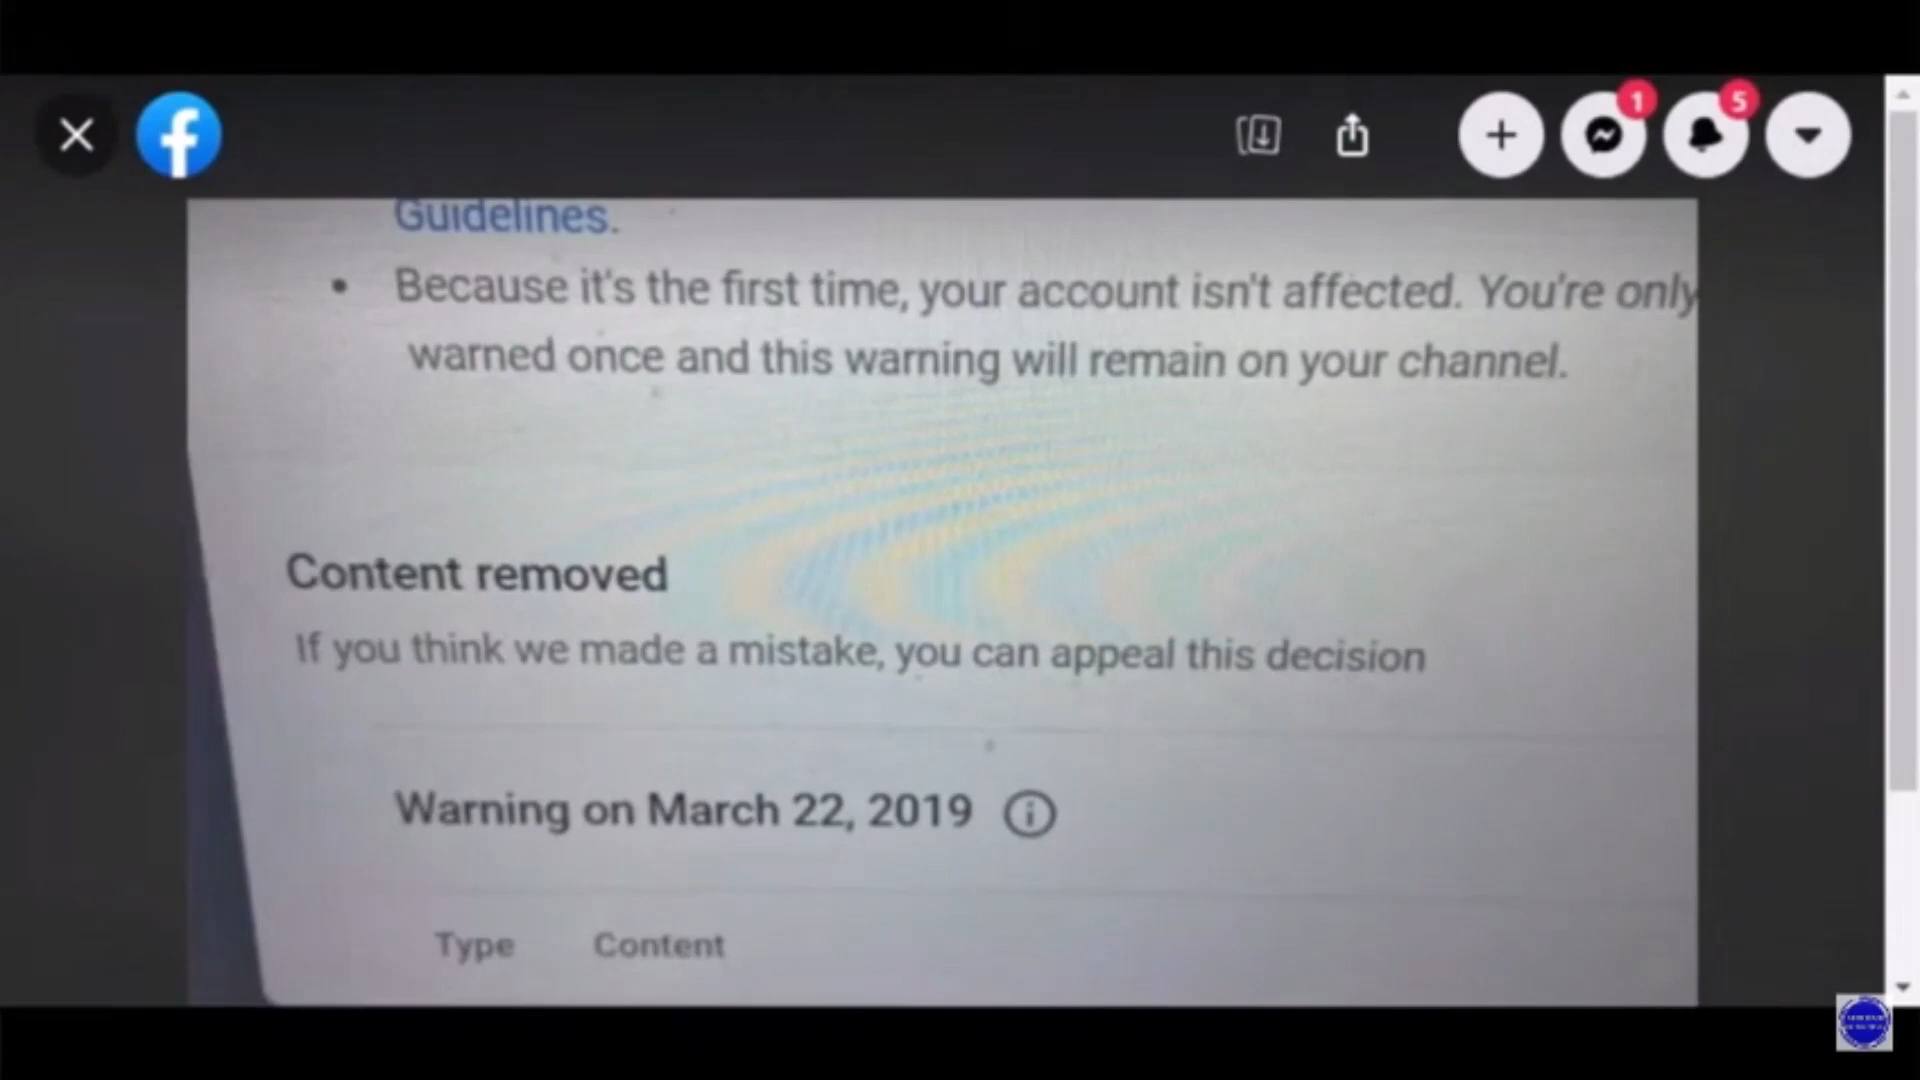 1
5
Guidelines.
• Because it's the first time, your account isn't affected. You're only
warned once and this warning will remain on your channel.
Content removed
If you think we made a mistake, you can appeal this decision
Warning on March 22, 2019
Type Content